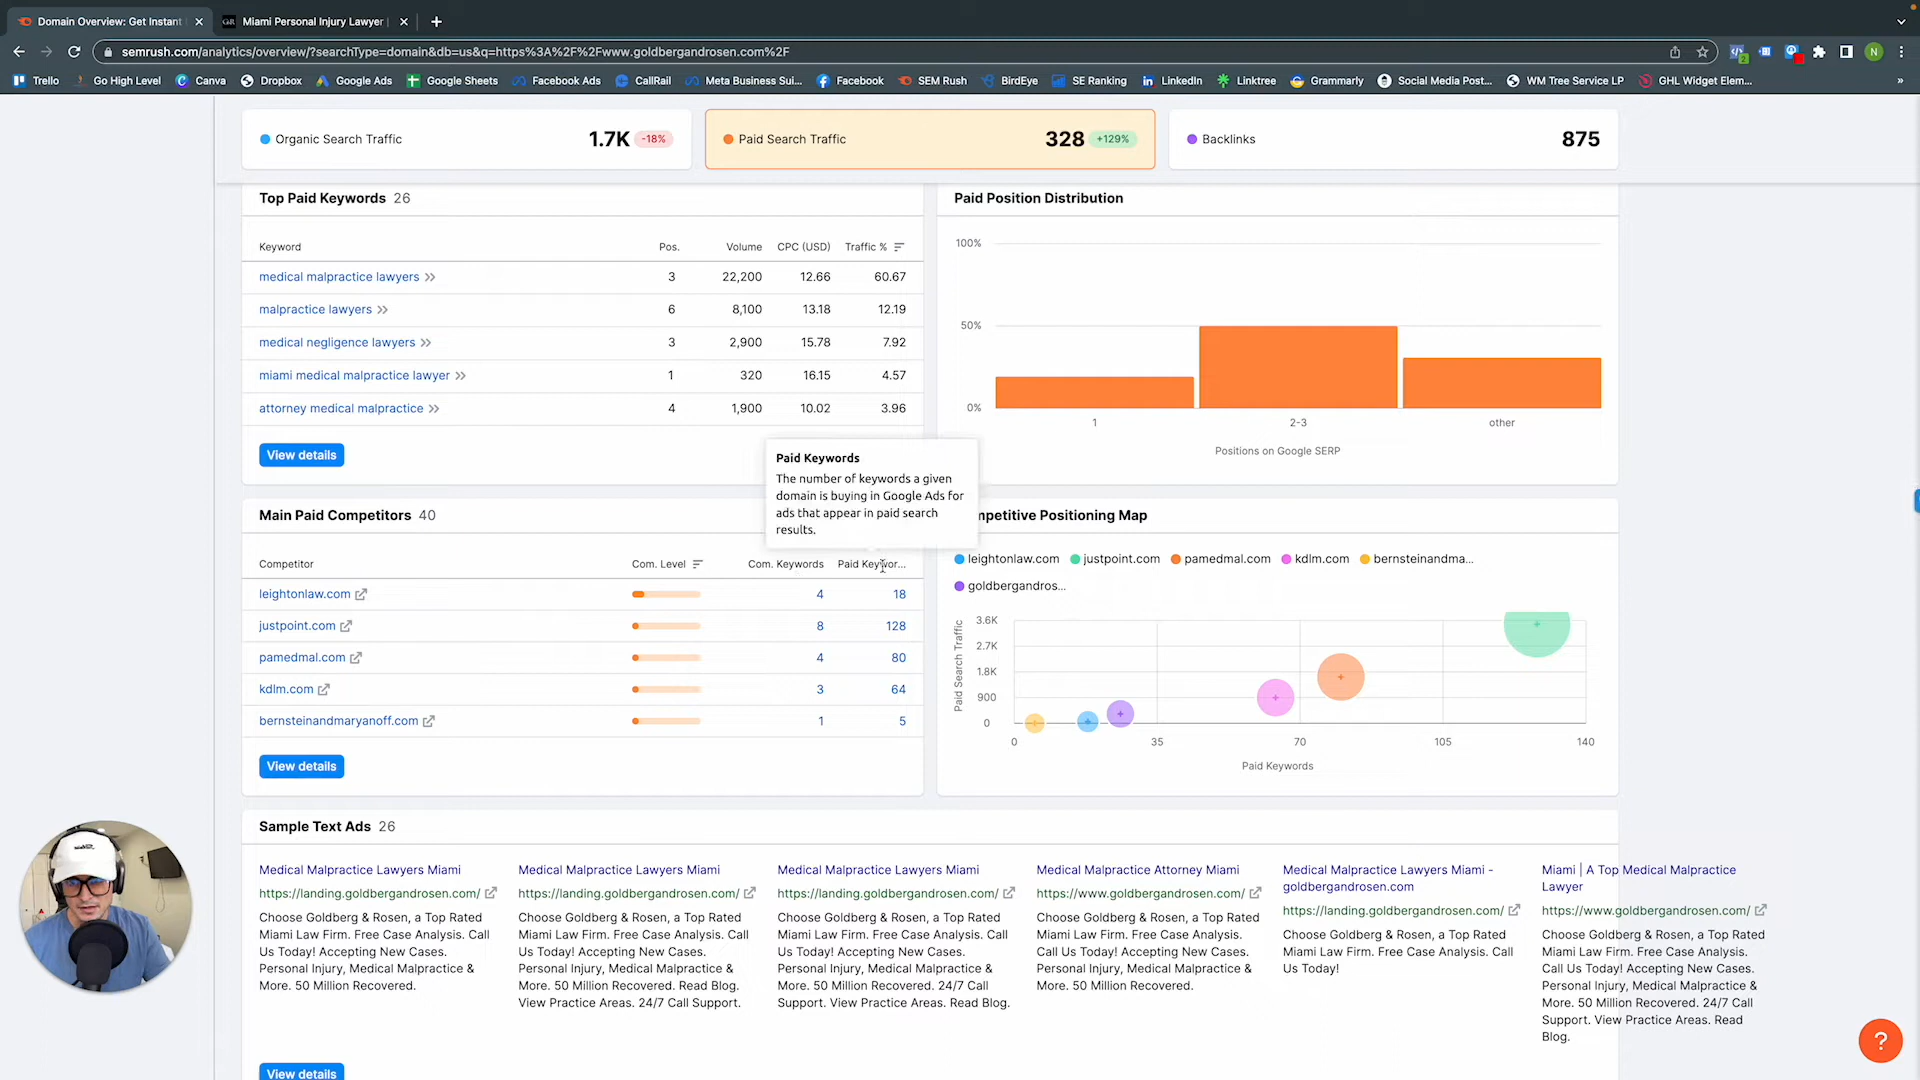 Domain Overview: Get Instant
Miami Personal Injury Lawyer
semrush.com/analytics/overview/?searchType=domain&db=us&q=https%3A%2F%2Fwww.goldbergandrosen.com%2F
N
Trello
Go High Level
Canva
Dropbox
Google Ads
Google Sheets
Facebook Ads
CallRail
Meta Business Sui...
Facebook
SEM Rush
BirdEye
SE Ranking
LinkedIn
Linktree
Grammarly
Social Media Post...
WM Tree Service LP
GHL Widget Elem...
Organic Search Traffic 1.7K -18%
Paid Search Traffic 328 +129%
Backlinks 875
Top Paid Keywords 26
Keyword Pos. Volume CPC (USD) Traffic %
medical malpractice lawyers 3 22,200 12.66 60.67
malpractice lawyers 6 8,100 13.18 12.19
medical negligence lawyers 3 2,900 15.78 7.92
miami medical malpractice lawyer 1 320 16.15 4.57
attorney medical malpractice 4 1,900 10.02 3.96
View details
Paid Position Distribution
100%
50%
0%
1 2-3 other
Positions on Google SERP
Paid Keywords
The number of keywords a given
domain is buying in Google Ads for
ads that appear in paid search
results.
Main Paid Competitors 40
Competitor Com. Level Com. Keywords Paid Keywor...
leightonlaw.com 4 18
justpoint.com 8 128
pamedmal.com 4 80
kdlm.com 3 64
bernsteinandmaryanoff.com 1 5
View details
mpetitive Positioning Map
leightonlaw.com justpoint.com pamedmal.com kdlm.com bernsteinandma...
goldbergandros...
Paid Search Traffic
3.6K
2.7K
1.8K
900
0
0 35 70 105 140
Paid Keywords
Sample Text Ads 26
Medical Malpractice Lawyers Miami
https://landing.goldbergandrosen.com/
Choose Goldberg & Rosen, a Top Rated
Miami Law Firm. Free Case Analysis. Call
Us Today! Accepting New Cases.
Personal Injury, Medical Malpractice &
More. 50 Million Recovered.
Medical Malpractice Lawyers Miami
https://landing.goldbergandrosen.com/
Choose Goldberg & Rosen, a Top Rated
Miami Law Firm. Free Case Analysis. Call
Us Today! Accepting New Cases.
Personal Injury, Medical Malpractice &
More. 50 Million Recovered. Read Blog.
View Practice Areas. 24/7 Call Support.
Medical Malpractice Lawyers Miami
https://landing.goldbergandrosen.com/
Choose Goldberg & Rosen, a Top Rated
Miami Law Firm. Free Case Analysis. Call
Us Today! Accepting New Cases.
Personal Injury, Medical Malpractice &
More. 50 Million Recovered. 24/7 Call
Support. View Practice Areas. Read Blog.
Medical Malpractice Attorney Miami
https://www.goldbergandrosen.com/
Choose Goldberg & Rosen, a Top Rated
Miami Law Firm. Free Case Analysis.
Call Us Today! Accepting New Cases.
Personal Injury, Medical Malpractice &
More. 50 Million Recovered.
Medical Malpractice Lawyers Miami -
goldbergandrosen.com
https://landing.goldbergandrosen.com/
Choose Goldberg & Rosen, a Top Rated
Miami Law Firm. Free Case Analysis. Call
Us Today!
Miami | A Top Medical Malpractice
Lawyer
https://www.goldbergandrosen.com/
Choose Goldberg & Rosen, a Top Rated
Miami Law Firm. Free Case Analysis.
Call Us Today! Accepting New Cases.
Personal Injury, Medical Malpractice &
More. 50 Million Recovered. 24/7 Call
Support. View Practice Areas. Read
Blog.
View details
?